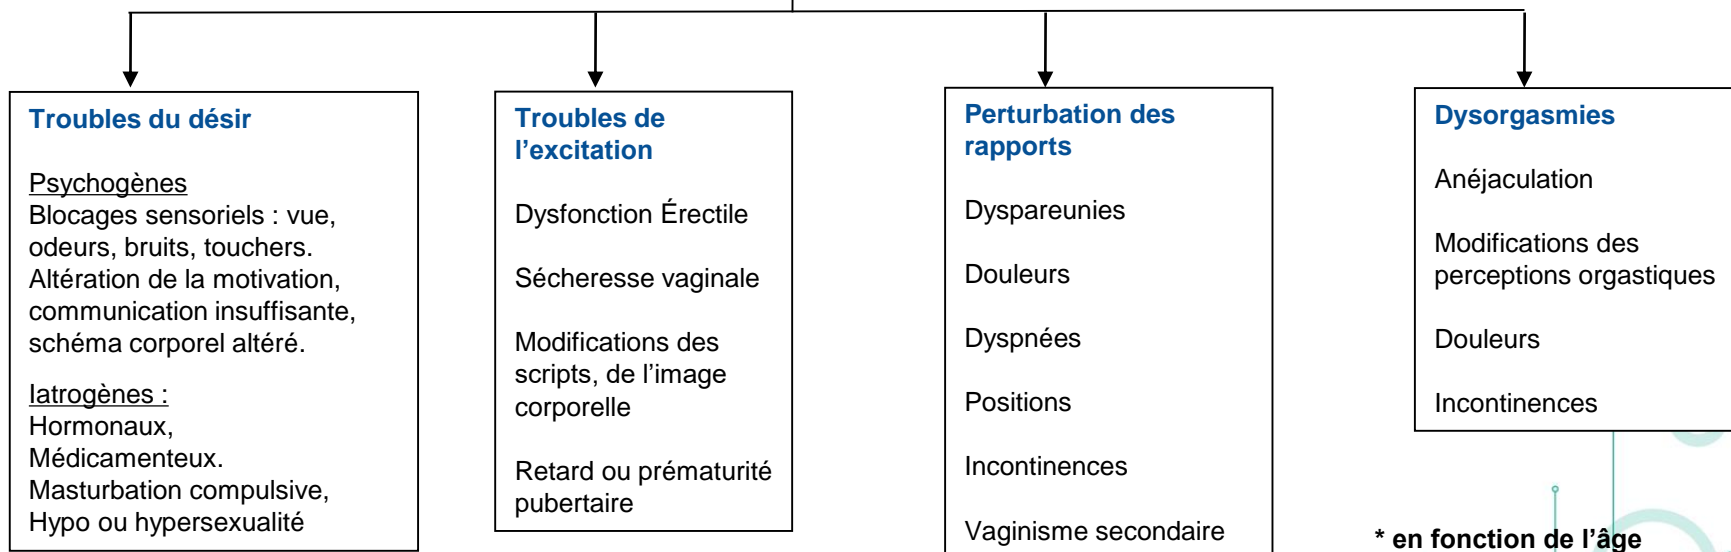 Troubles du désir
Psychogènes
Blocages sensoriels : vue,
odeurs, bruits, touchers.
Altération de la motivation,
communication insuffisante,
schéma corporel altéré.
Iatrogènes :
Hormonaux,
Médicamenteux.
Masturbation compulsive,
Hypo ou hypersexualité
Troubles de
l’excitation
Dysfonction Érectile
Sécheresse vaginale
Modifications des
scripts, de l’image
corporelle
Retard ou prématurité
pubertaire
Perturbation des
rapports
Dyspareunies
Douleurs
Dyspnées
Positions
Incontinences
Vaginisme secondaire
Dysorgasmies
Anéjaculation
Modifications des
perceptions orgastiques
Douleurs
Incontinences
* en fonction de l’âge